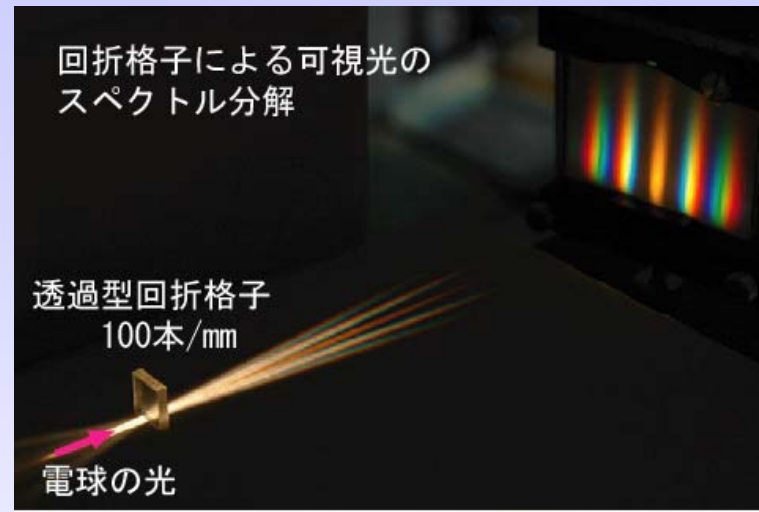 回折格子による可視光の
スペクトル分解
透過型回折格子
100本/mm
電球の光